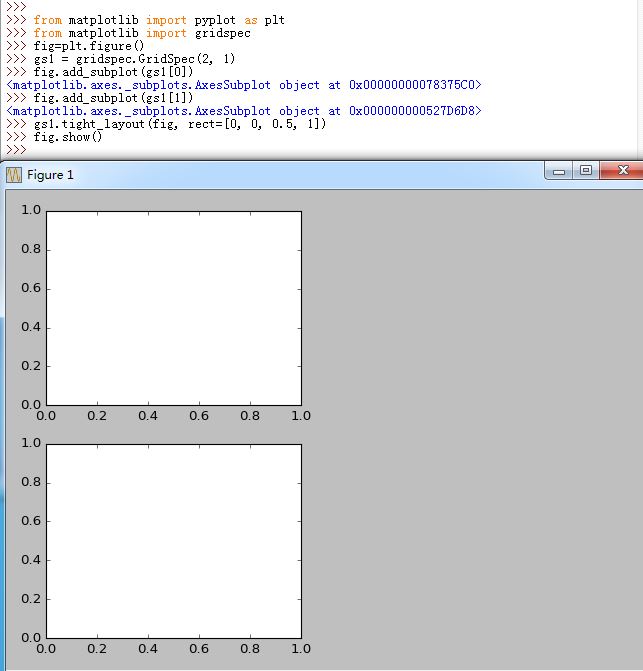 >>>
>>> from matplotlib import pyplot as plt
>>> from matplotlib import gridspec
>>> fig=plt.figure()
>>> gs1 = gridspec.GridSpec(2, 1)
>>> fig.add_subplot(gs1[0])
<matplotlib.axes._subplots.AxesSubplot object at 0x00000000078375C0>
>>> fig.add_subplot(gs1[1])
<matplotlib.axes._subplots.AxesSubplot object at 0x000000000527D6D8>
>>> gs1.tight_layout(fig, rect=[0, 0, 0.5, 1])
>>> fig.show()
>>>
Figure 1
1.0
0.8
0.6
0.4
0.2
0.0
0.0 0.2 0.4 0.6 0.8 1.0
1.0
0.8
0.6
0.4
0.2
0.0
0.0 0.2 0.4 0.6 0.8 1.0